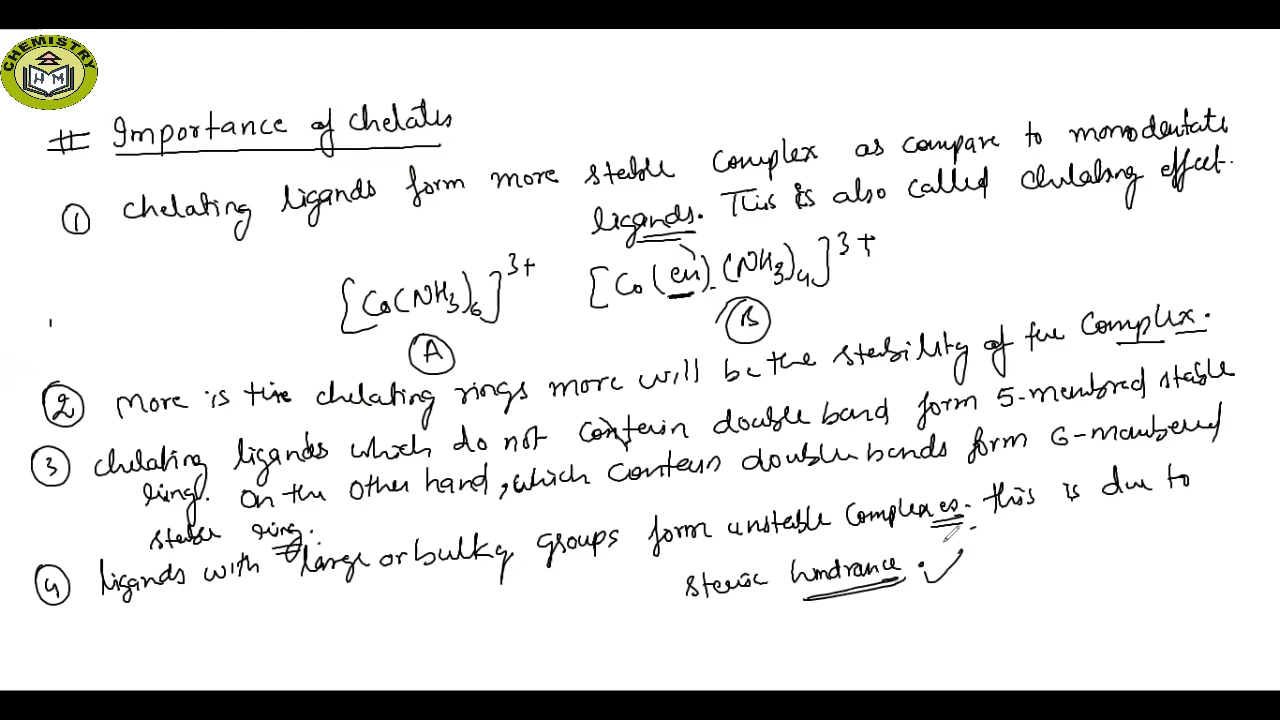 CHEMISTRY
H M
# Importance of chelates
① Chelating ligands form more stable complex as compare to monodentate
ligands. This is also called chelating effect.
[Co(NH3)6]3+ [Co(en).(NH3)4]3+
A B
② More is the chelating rings more will be the stability of the complex.
③ chelating ligands which do not contain double band form 5-membred stable
ring. On the other hand, which contain double bands form 6-membered
stable ring.
④ ligands with large or bulky groups form unstable complexes. this is due to
steric hindrance.